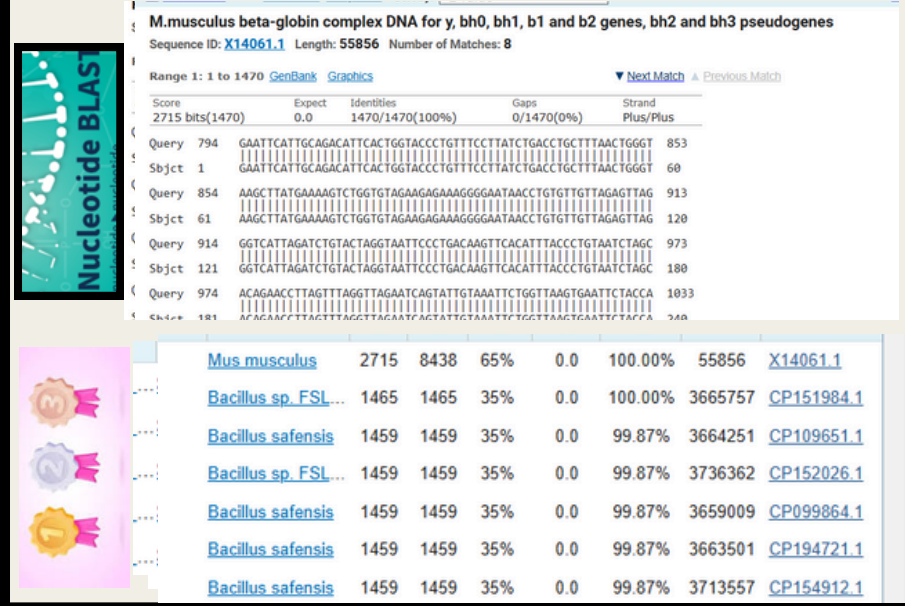 M.musculus beta-globin complex DNA for y, bh0, bh1, b1 and b2 genes, bh2 and bh3 pseudogenes
Sequence ID: X14061.1 Length: 55856 Number of Matches: 8
Range 1: 1 to 1470 GenBank Graphics ▼ Next Match ▲ Previous Match
Score Expect Identities Gaps Strand
2715 bits(1470) 0.0 1470/1470(100%) 0/1470(0%) Plus/Plus
Query 794 GAATTCATTGCAGACATTCACTGGTACCCTGTTTCCTTATCTGACCTGCTTTAACTGGGT 853
Sbjct 1 GAATTCATTGCAGACATTCACTGGTACCCTGTTTCCTTATCTGACCTGCTTTAACTGGGT 60
Query 854 AAGCTTATGAAAAGTCTGGTGTAGAAGAGAAAGGGGAATAACCTGTGTTGTTAGAGTTAG 913
Sbjct 61 AAGCTTATGAAAAGTCTGGTGTAGAAGAGAAAGGGGAATAACCTGTGTTGTTAGAGTTAG 120
Query 914 GGTCATTAGATCTGTACTAGGTAATTCCCTGACAAGTTCACATTTACCCTGTAATCTAGC 973
Sbjct 121 GGTCATTAGATCTGTACTAGGTAATTCCCTGACAAGTTCACATTTACCCTGTAATCTAGC 180
Query 974 ACAGAACCTTAGTTTAGGTTAGAATCAGTATTGTAAATTCTGGTTAAGTGAATTCTACCA 1033
Sbjct 181 ACAGAACCTTAGTTTAGGTTAGAATCAGTATTGTAAATTCTGGTTAAGTGAATTCTACCA 240
Nucleotide BLAST
nucleotide ▶ nucleotide
Mus musculus 2715 8438 65% 0.0 100.00% 55856 X14061.1
Bacillus sp. FSL... 1465 1465 35% 0.0 100.00% 3665757 CP151984.1
Bacillus safensis 1459 1459 35% 0.0 99.87% 3664251 CP109651.1
Bacillus sp. FSL... 1459 1459 35% 0.0 99.87% 3736362 CP152026.1
Bacillus safensis 1459 1459 35% 0.0 99.87% 3659009 CP099864.1
Bacillus safensis 1459 1459 35% 0.0 99.87% 3663501 CP194721.1
Bacillus safensis 1459 1459 35% 0.0 99.87% 3713557 CP154912.1
3
2
1